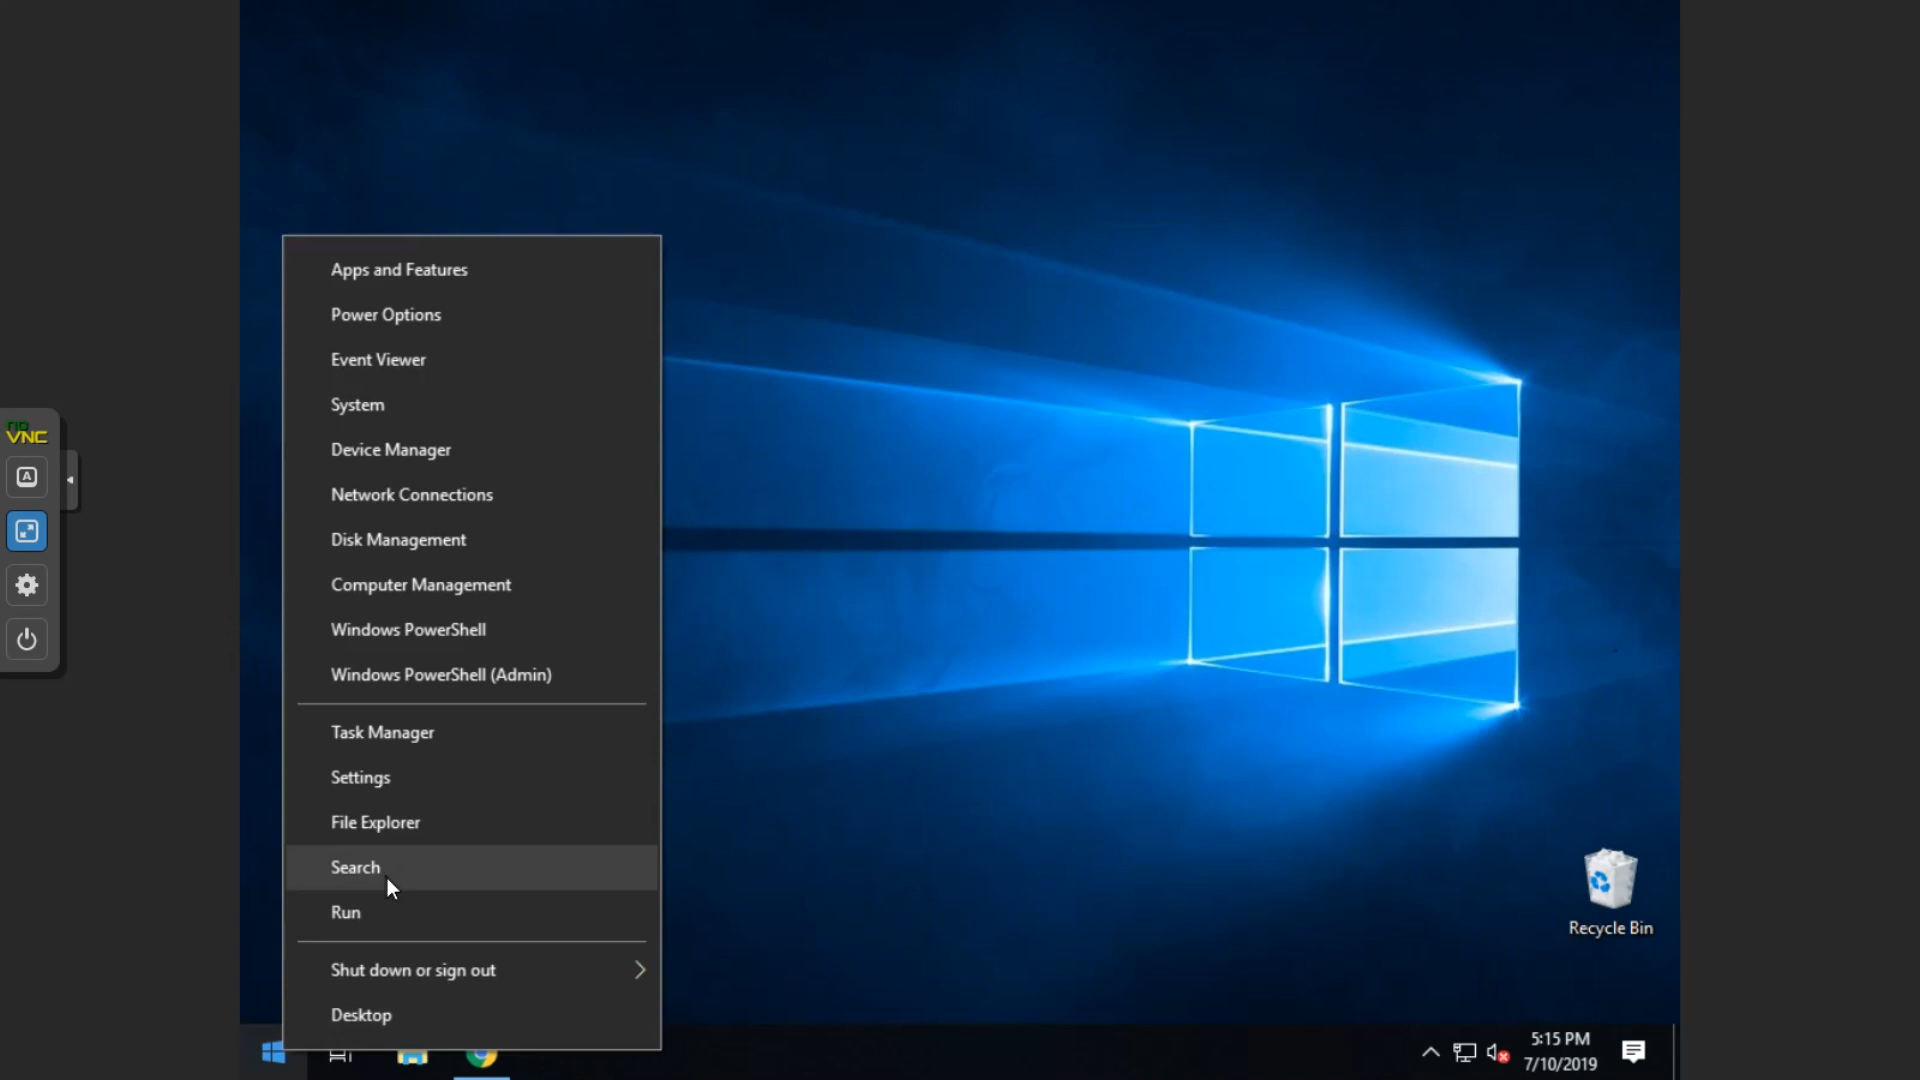 Apps and Features
Power Options
Event Viewer
System
Device Manager
Network Connections
Disk Management
Computer Management
Windows PowerShell
Windows PowerShell (Admin)
Task Manager
Settings
File Explorer
Search
Run
Shut down or sign out
Desktop
no
VNC
A
Recycle Bin
5:15 PM
7/10/2019